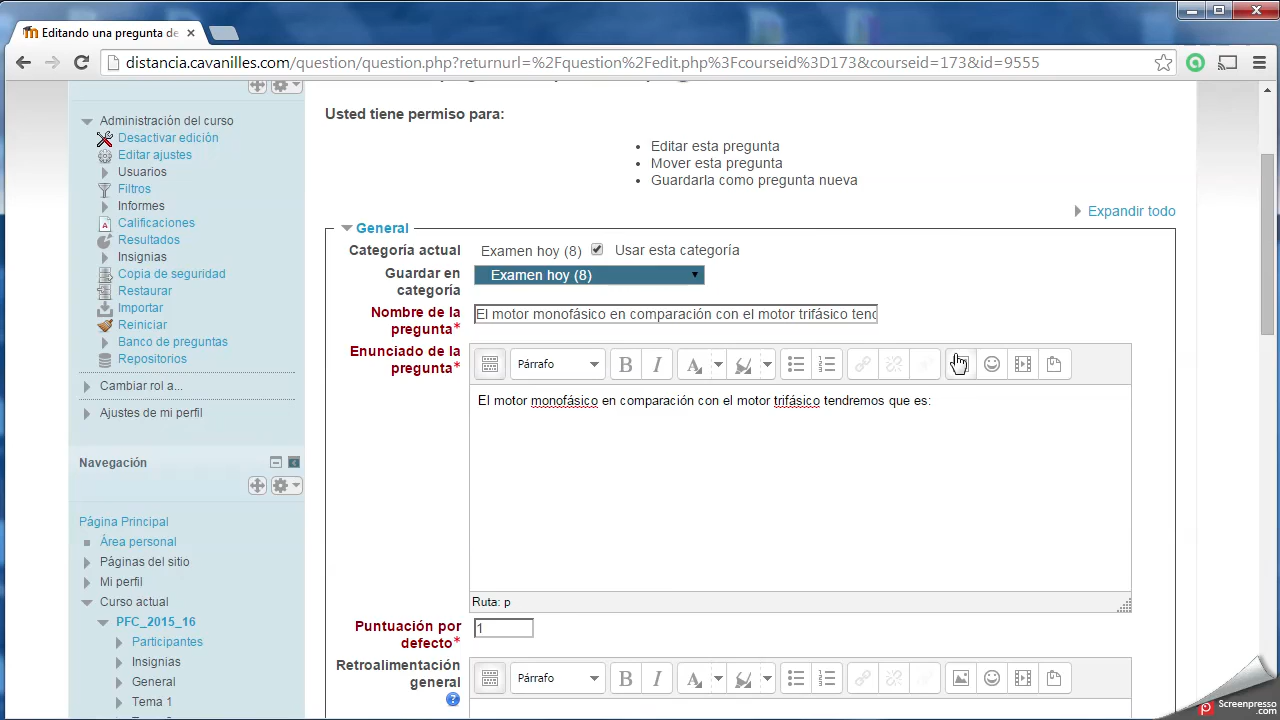 Editando una pregunta de
distancia.cavanilles.com/question/question.php?returnurl=%2Fquestion%2Fedit.php%3Fcourseid%3D173&courseid=173&id=9555
Administración del curso
Desactivar edición
Editar ajustes
Usuarios
Filtros
Informes
Calificaciones
Resultados
Insignias
Copia de seguridad
Restaurar
Importar
Reiniciar
Banco de preguntas
Repositorios
Cambiar rol a...
Ajustes de mi perfil
Navegación
Página Principal
Área personal
Páginas del sitio
Mi perfil
Curso actual
PFC_2015_16
Participantes
Insignias
General
Tema 1
Usted tiene permiso para:
Editar esta pregunta
Mover esta pregunta
Guardarla como pregunta nueva
Expandir todo
General
Categoría actual Examen hoy (8) Usar esta categoría
Guardar en categoría Examen hoy (8)
Nombre de la pregunta* El motor monofásico en comparación con el motor trifásico tend
Enunciado de la pregunta*
Párrafo B I A
El motor monofásico en comparación con el motor trifásico tendremos que es:
Ruta: p
Puntuación por defecto* 1
Retroalimentación general
Párrafo B I A
Screenpresso
.com